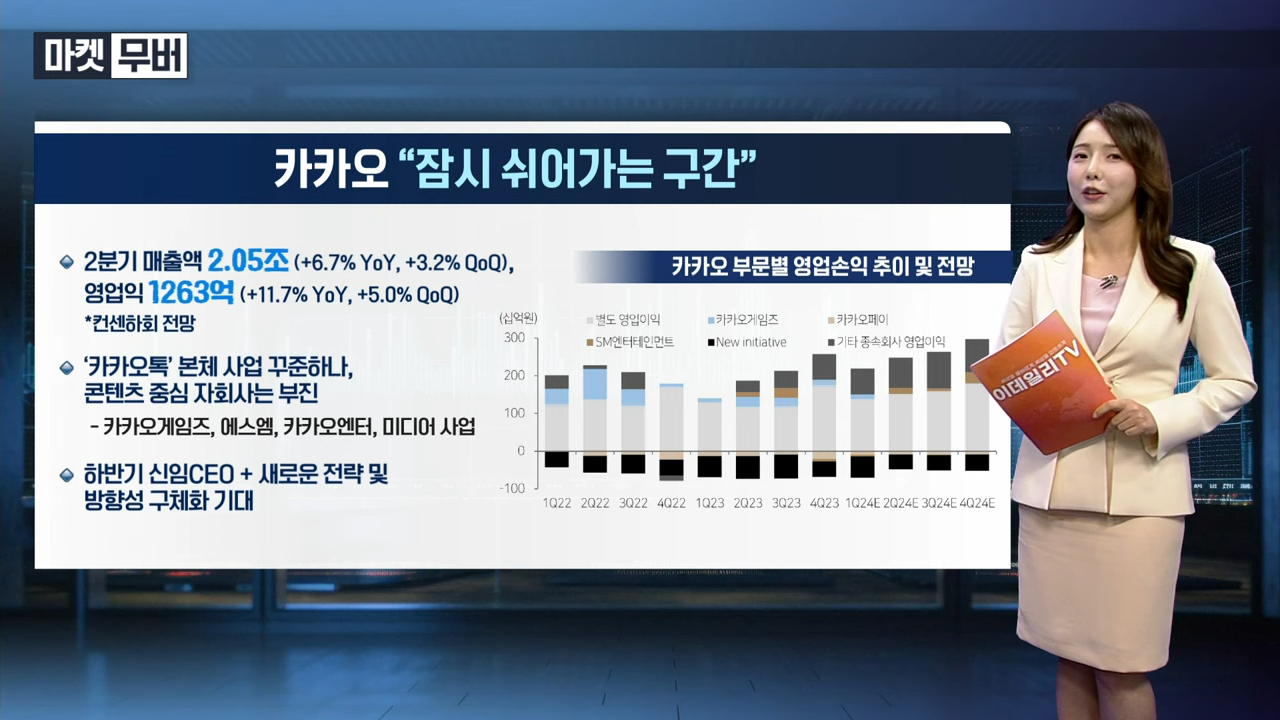 마켓무버
카카오 “잠시 쉬어가는 구간”
2분기 매출액 2.05조 (+6.7% YoY, +3.2% QoQ),
영업익 1263억 (+11.7% YoY, +5.0% QoQ)
*컨센하회 전망
‘카카오톡’ 본체 사업 꾸준하나,
콘텐츠 중심 자회사는 부진
- 카카오게임즈, 에스엠, 카카오엔터, 미디어 사업
하반기 신임CEO + 새로운 전략 및
방향성 구체화 기대
카카오 부문별 영업손익 추이 및 전망
(십억원)
별도 영업이익 카카오게임즈 카카오페이
SM엔터테인먼트 New initiative 기타 종속회사 영업이익
300
200
100
0
-100
1Q22 2Q22 3Q22 4Q22 1Q23 2Q23 3Q23 4Q23 1Q24E 2Q24E 3Q24E 4Q24E
이데일리TV